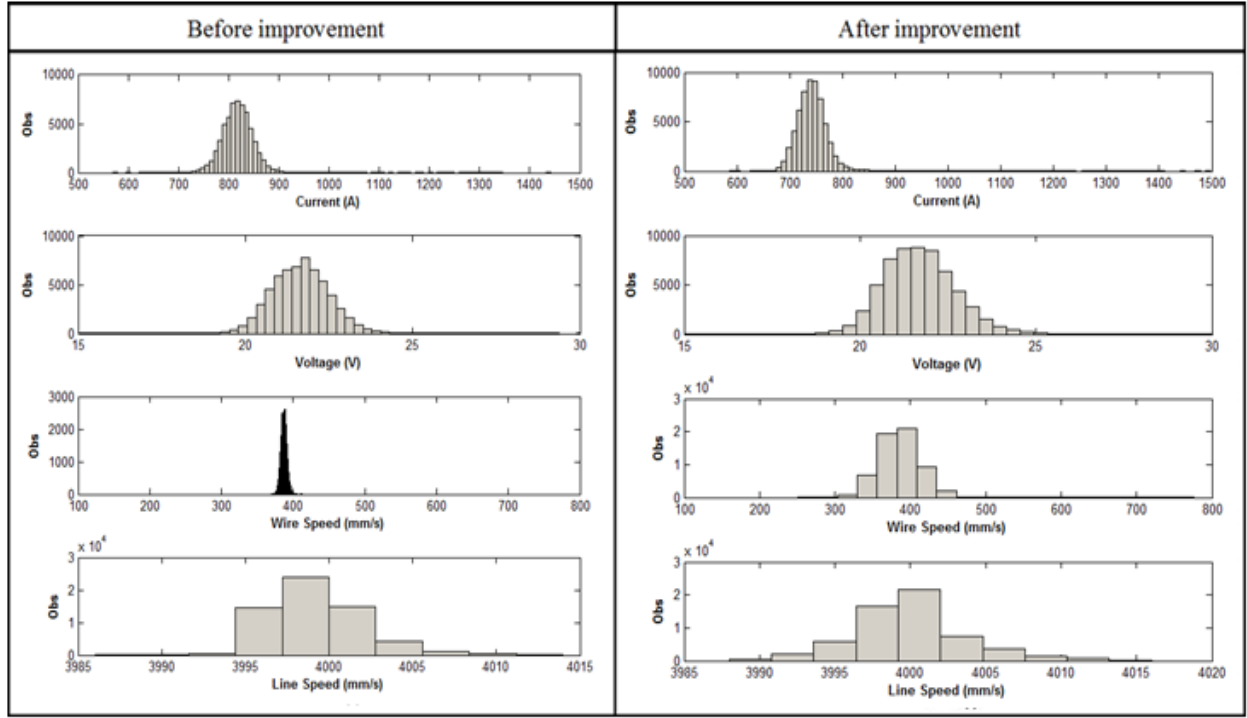 Before improvement
After improvement
10000
5000
0
Obs
500 600 700 800 900 1000 1100 1200 1300 1400 1500
Current (A)
10000
5000
0
Obs
15 20 25 30
Voltage (V)
3000
2000
1000
0
Obs
100 200 300 400 500 600 700 800
Wire Speed (mm/s)
x 10^4
3
2
1
0
Obs
3985 3990 3995 4000 4005 4010 4015
Line Speed (mm/s)
10000
5000
0
Obs
500 600 700 800 900 1000 1100 1200 1300 1400 1500
Current (A)
10000
5000
0
Obs
15 20 25 30
Voltage (V)
x 10^4
3
2
1
0
Obs
100 200 300 400 500 600 700 800
Wire Speed (mm/s)
x 10^4
3
2
1
0
Obs
3985 3990 3995 4000 4005 4010 4015 4020
Line Speed (mm/s)